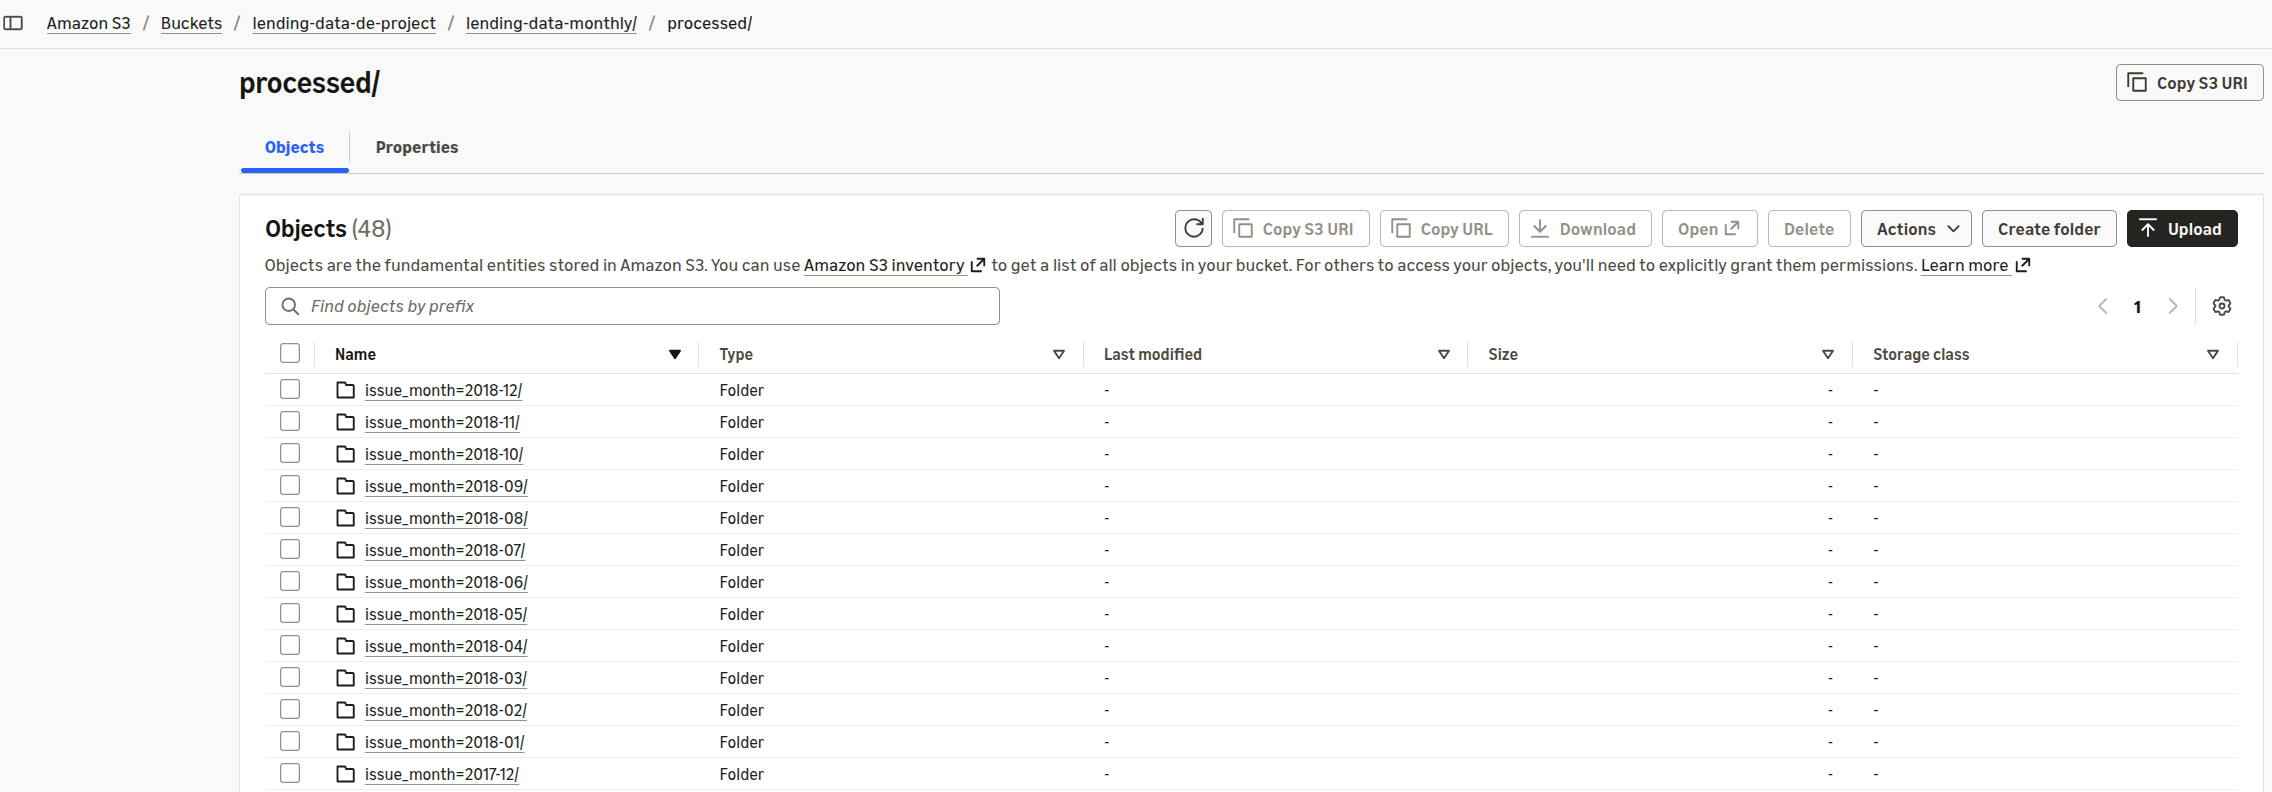 Amazon S3 / Buckets / lending-data-de-project / lending-data-monthly/ / processed/
processed/
Copy S3 URI
Objects Properties
Objects (48)
Copy S3 URI Copy URL Download Open Delete Actions Create folder Upload
Objects are the fundamental entities stored in Amazon S3. You can use Amazon S3 inventory to get a list of all objects in your bucket. For others to access your objects, you'll need to explicitly grant them permissions. Learn more
Find objects by prefix
1
Name Type Last modified Size Storage class
issue_month=2018-12/ Folder - - -
issue_month=2018-11/ Folder - - -
issue_month=2018-10/ Folder - - -
issue_month=2018-09/ Folder - - -
issue_month=2018-08/ Folder - - -
issue_month=2018-07/ Folder - - -
issue_month=2018-06/ Folder - - -
issue_month=2018-05/ Folder - - -
issue_month=2018-04/ Folder - - -
issue_month=2018-03/ Folder - - -
issue_month=2018-02/ Folder - - -
issue_month=2018-01/ Folder - - -
issue_month=2017-12/ Folder - - -